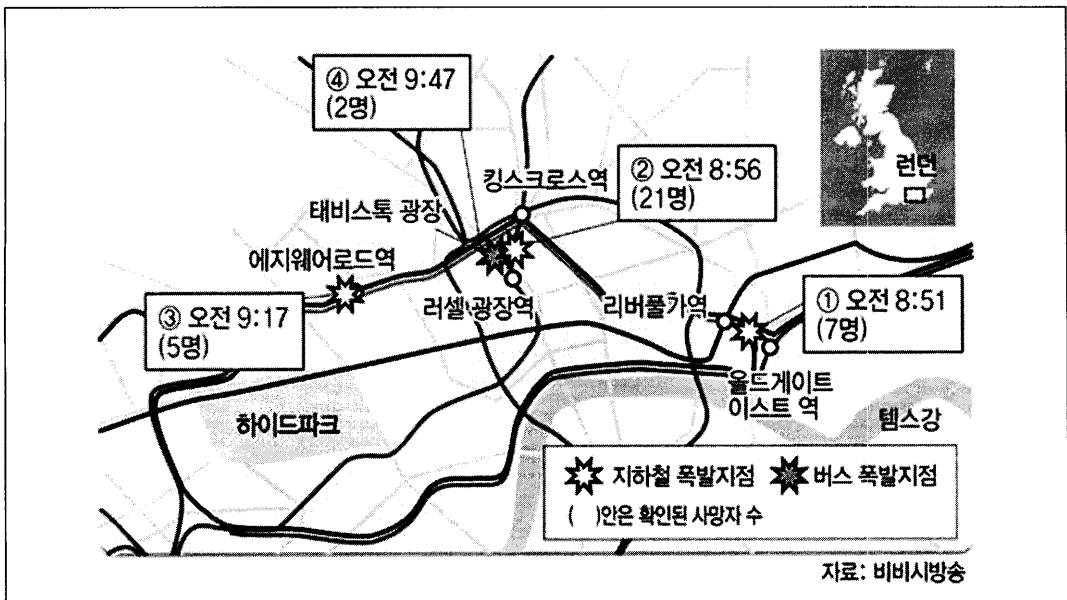 ④ 오전 9:47
(2명)
킹스크로스역
② 오전 8:56
(21명)
런던
태비스톡 광장
에지웨어로드역
러셀 광장역
리버풀가역
① 오전 8:51
(7명)
③ 오전 9:17
(5명)
올드게이트
이스트 역
하이드파크
템스강
지하철 폭발지점
버스 폭발지점
( )안은 확인된 사망자 수
자료: 비비시방송